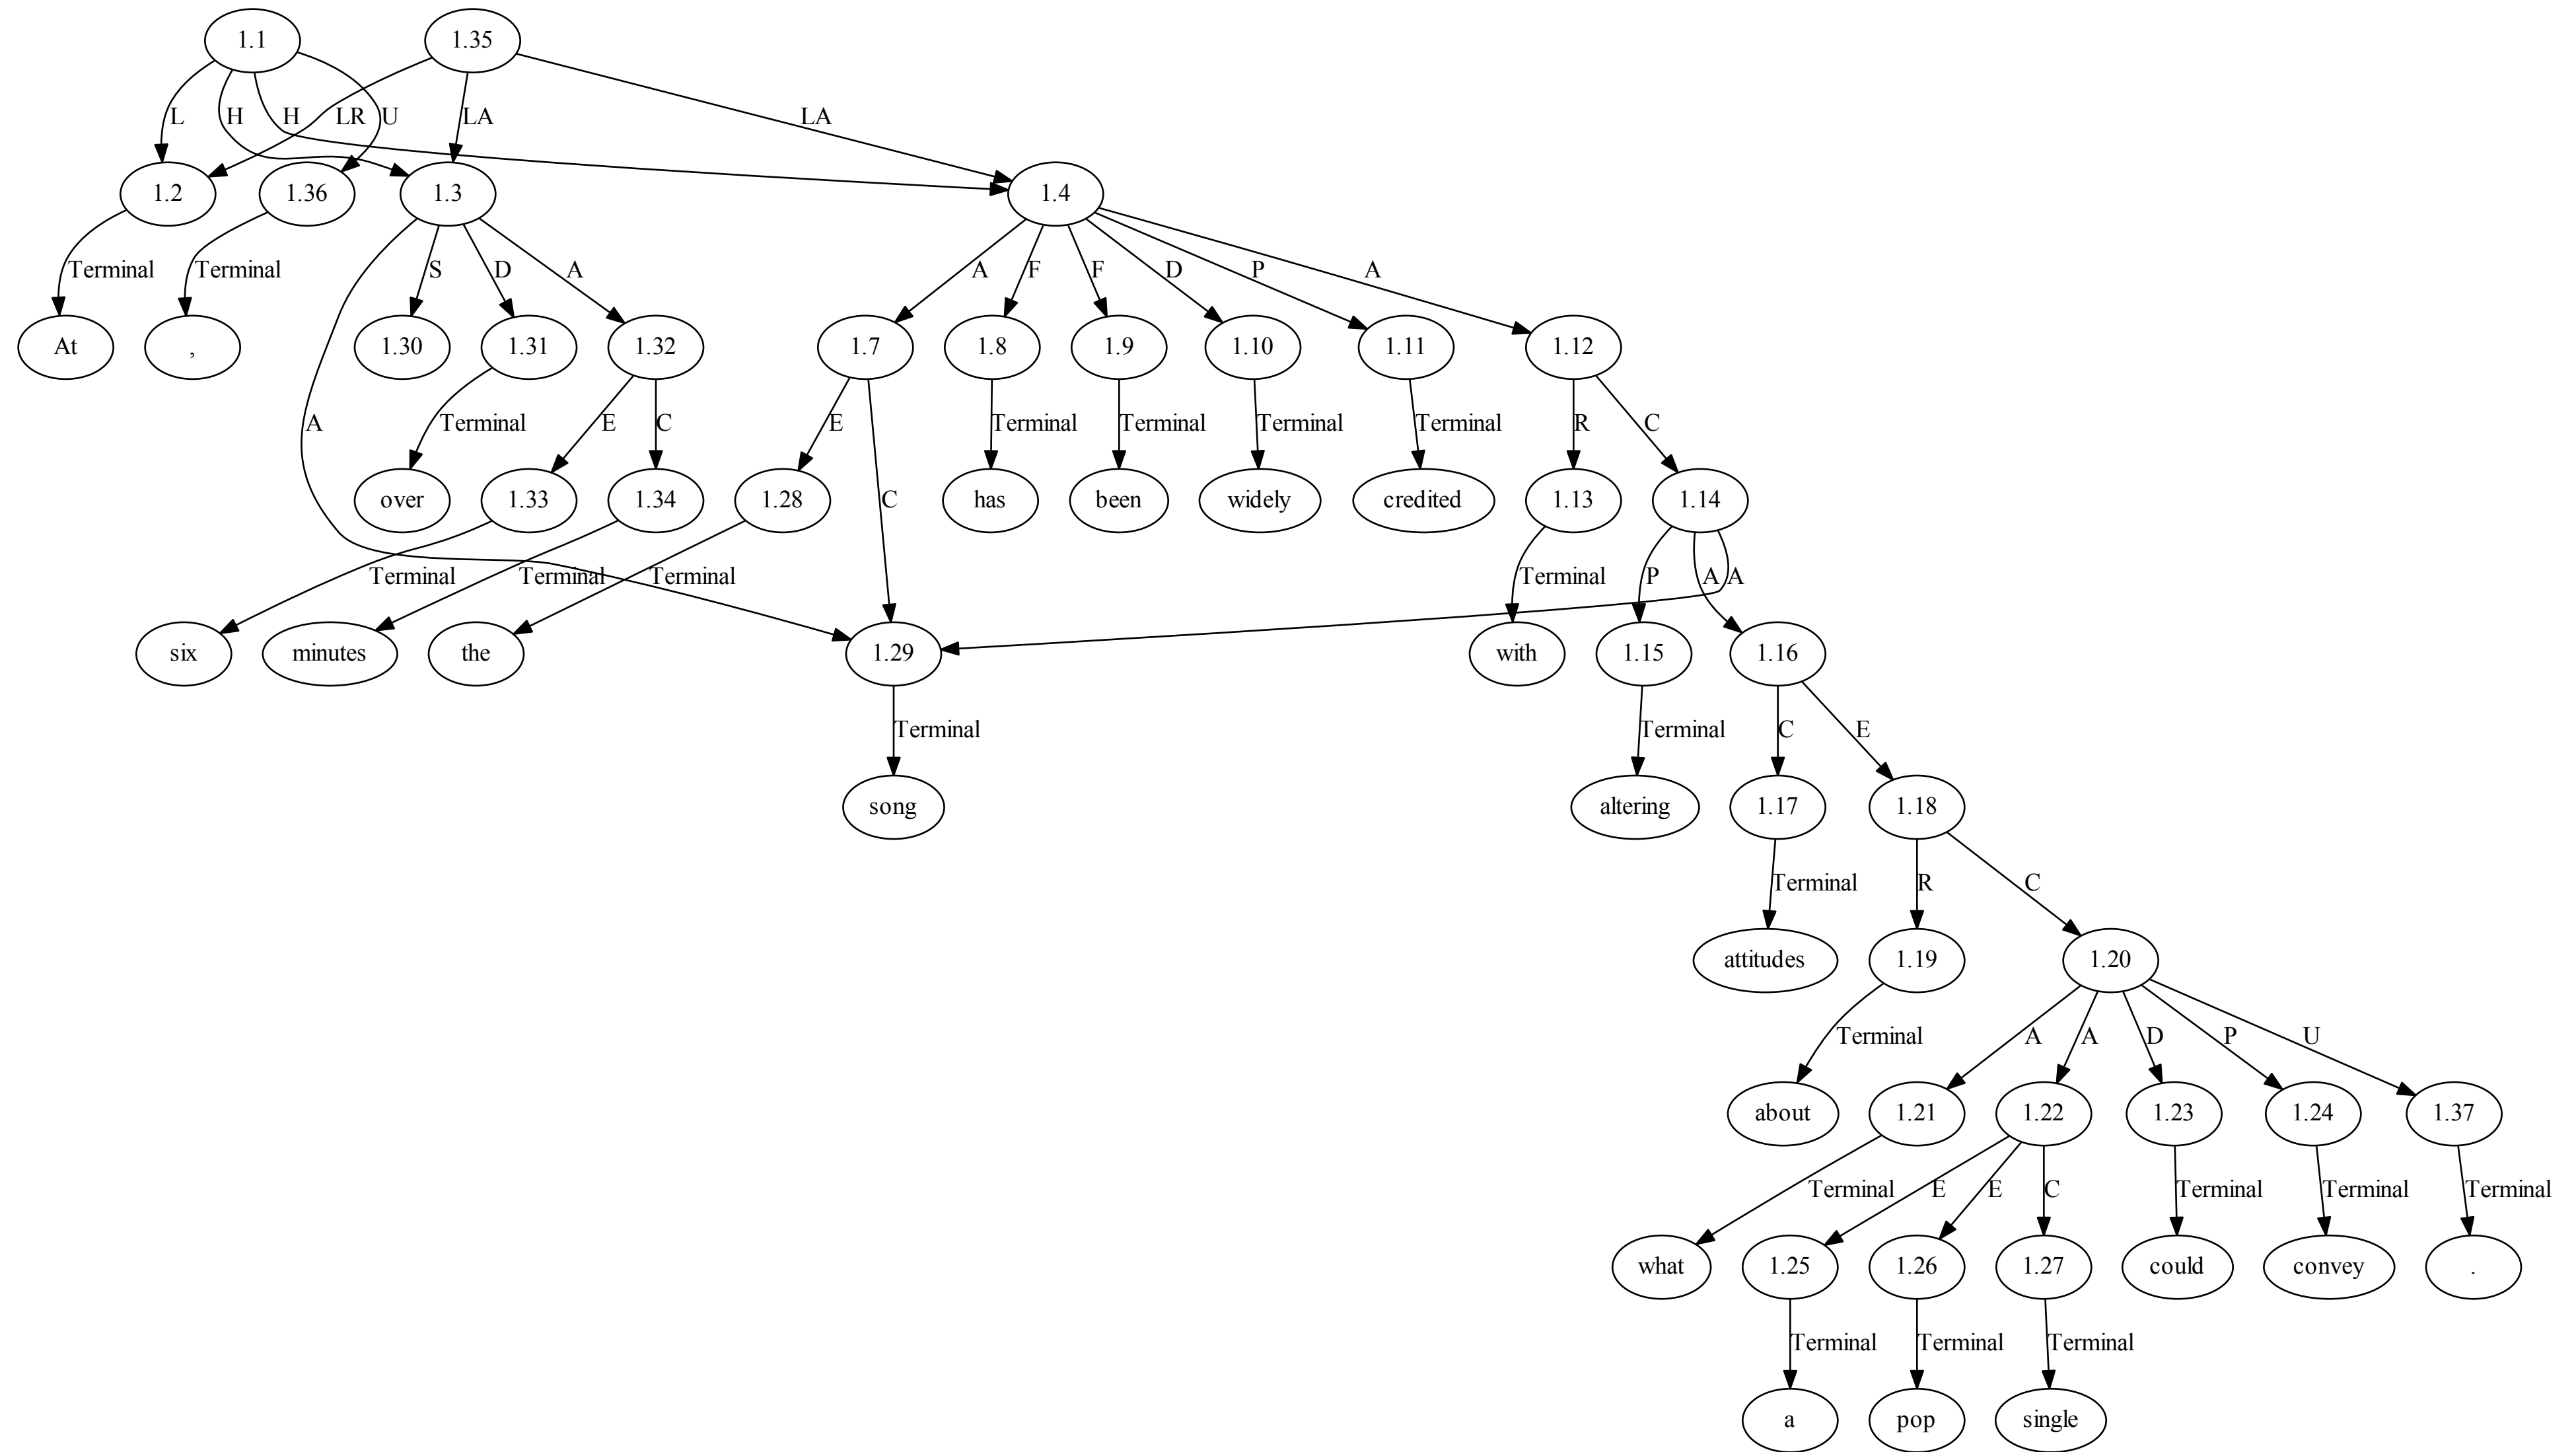 1.1 1.35
L H H LR U LA LA
1.2 1.36 1.3 1.4
Terminal Terminal S D A A F F D P A
At , 1.30 1.31 1.32 1.7 1.8 1.9 1.10 1.11 1.12
A Terminal E C E Terminal Terminal Terminal Terminal R C
over 1.33 1.34 1.28 C has been widely credited 1.13 1.14
Terminal Terminal Terminal Terminal P A A
six minutes the 1.29 with 1.15 1.16
Terminal Terminal C E
song altering 1.17 1.18
Terminal R C
attitudes 1.19 1.20
Terminal A A D P U
about 1.21 1.22 1.23 1.24 1.37
Terminal E E C Terminal Terminal Terminal
what 1.25 1.26 1.27 could convey .
Terminal Terminal Terminal
a pop single